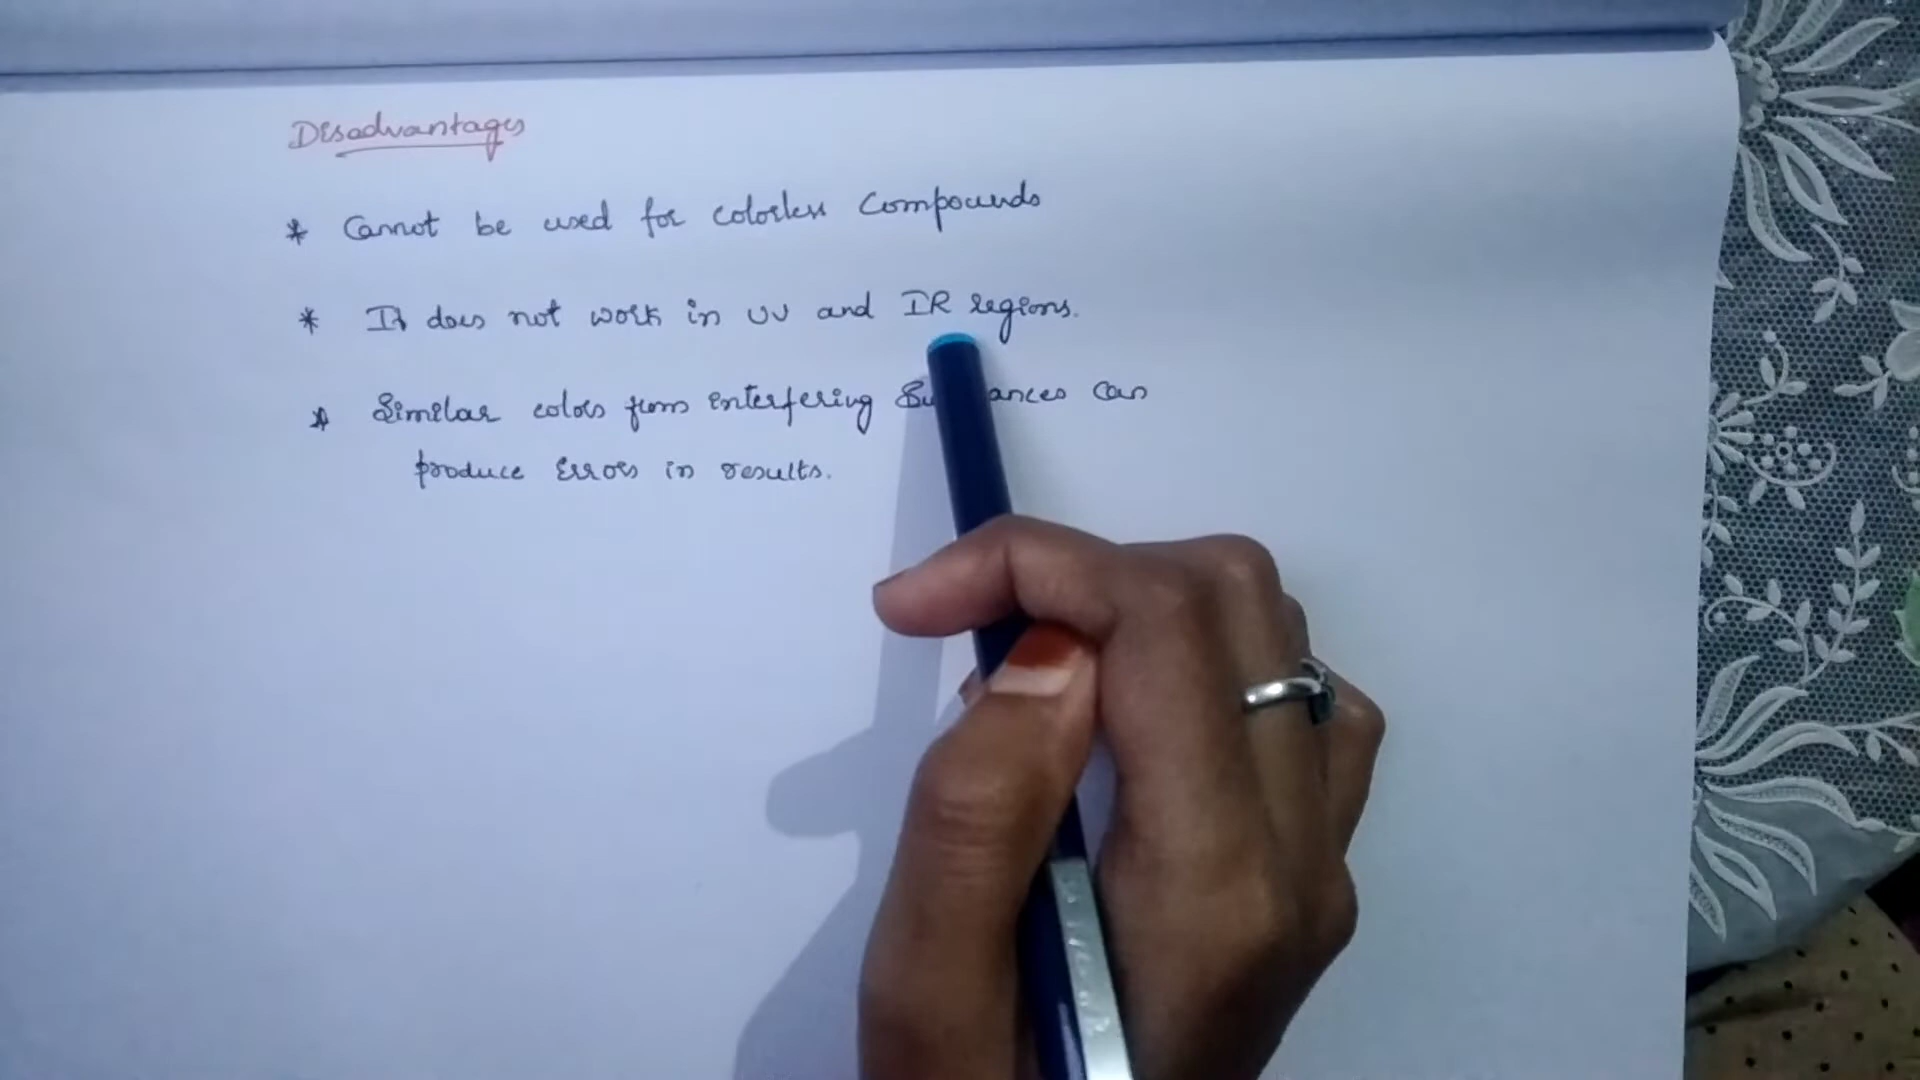 Disadvantages
* Cannot be used for colorless compounds
* It does not work in UV and IR regions.
* Similar colors from interfering can
produce errors in results.